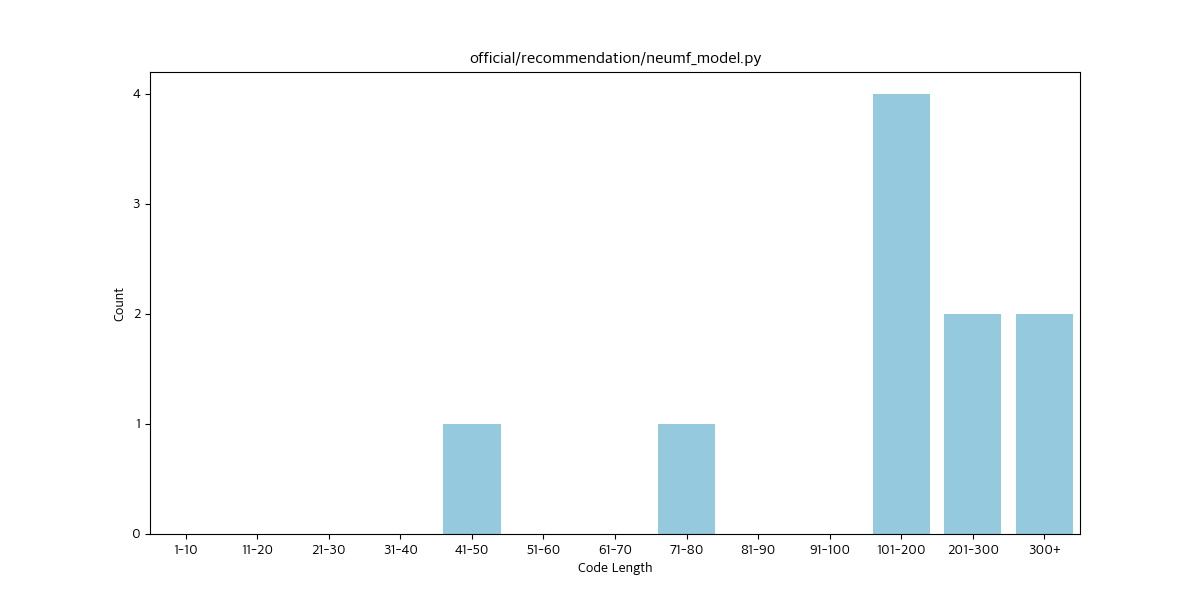 official/recommendation/neumf_model.py
4
3
2
1
0
Count
1-10 11-20 21-30 31-40 41-50 51-60 61-70 71-80 81-90 91-100 101-200 201-300 300+
Code Length